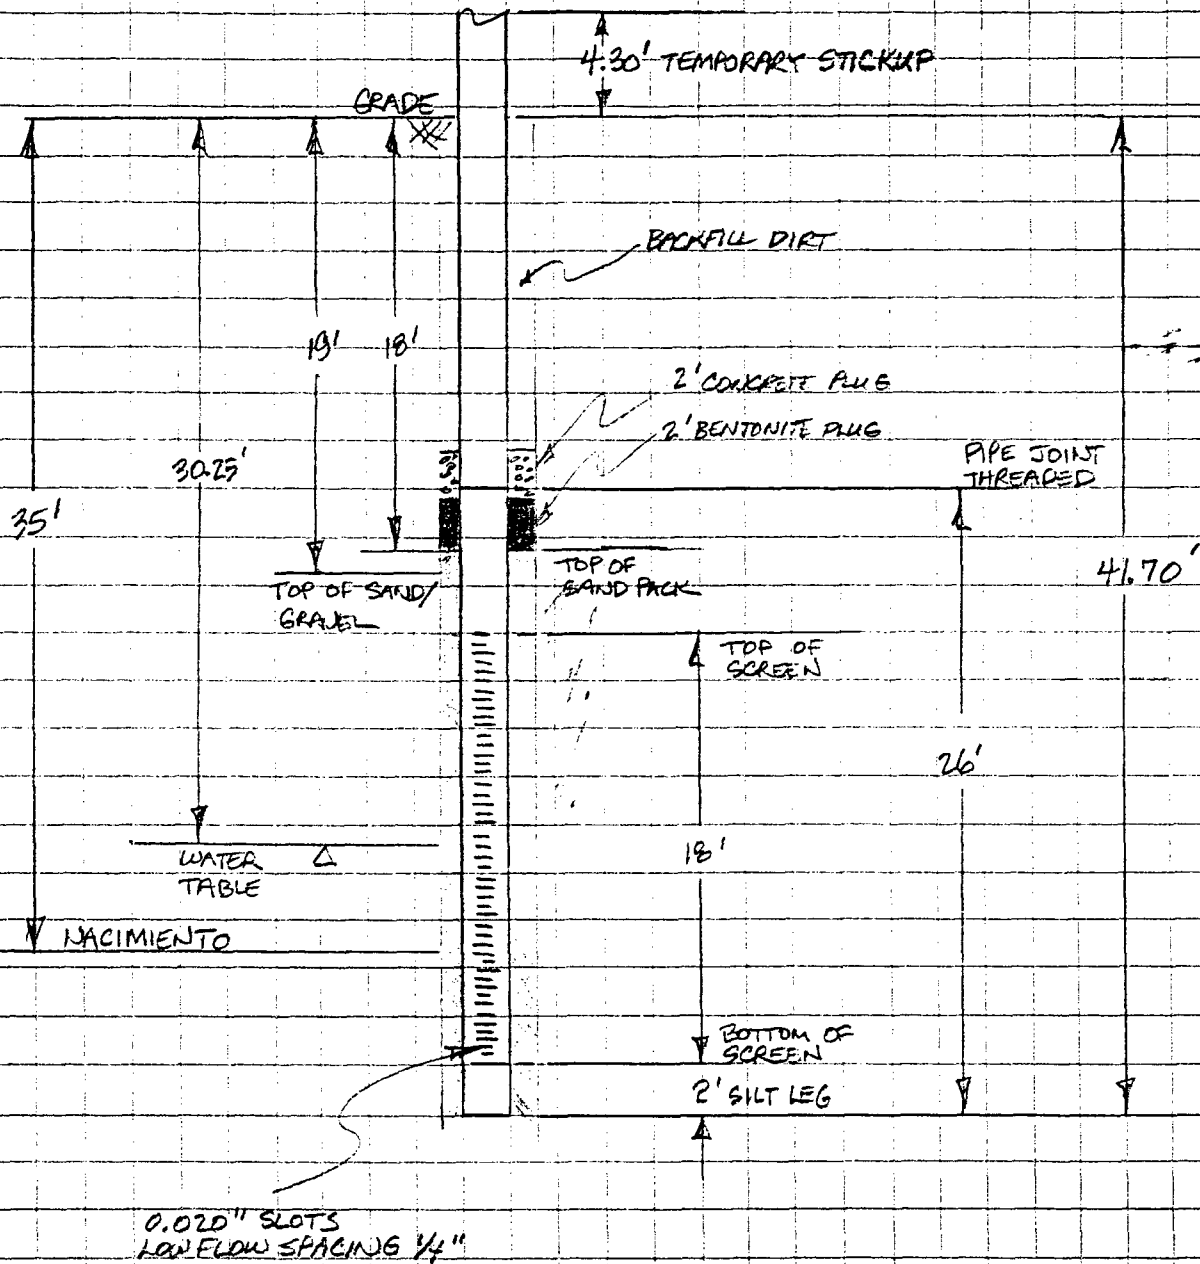 4.30' TEMPORARY STICKUP
GRADE
BACKFILL DIRT
19'
18'
2' CONCRETE PLUG
2' BENTONITE PLUG
30.25'
PIPE JOINT
THREADED
35'
TOP OF
SAND PACK
41.70'
TOP OF SAND/
GRAVEL
TOP OF
SCREEN
26'
18'
WATER
TABLE
NACIMIENTO
BOTTOM OF
SCREEN
2' SILT LEG
0.020" SLOTS
LOW FLOW SPACING 1/4"